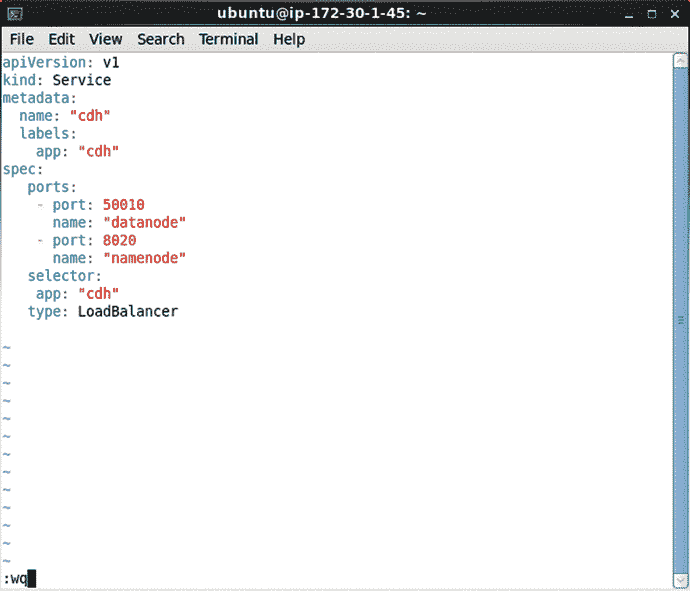 ubuntu@ip-172-30-1-45: ~
File Edit View Search Terminal Help
apiVersion: v1
kind: Service
metadata:
  name: "cdh"
  labels:
    app: "cdh"
spec:
   ports:
    - port: 50010
      name: "datanode"
    - port: 8020
      name: "namenode"
   selector:
    app: "cdh"
   type: LoadBalancer
~
~
~
~
~
~
~
~
~
~
~
~
~
:wq